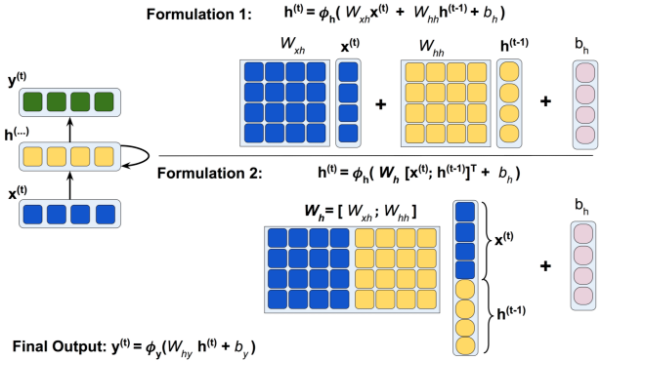 Formulation 1: h(t) = ϕh( Wxhx(t) + Whhh(t-1) + bh)
Wxh x(t) Whh h(t-1) bh
+ +
y(t)
h(...)
x(t)
Formulation 2: h(t) = ϕh( Wh [x(t); h(t-1)]T + bh)
Wh = [ Wxh ; Whh ] bh
x(t)
+
h(t-1)
Final Output: y(t) = ϕy(Why h(t) + by)